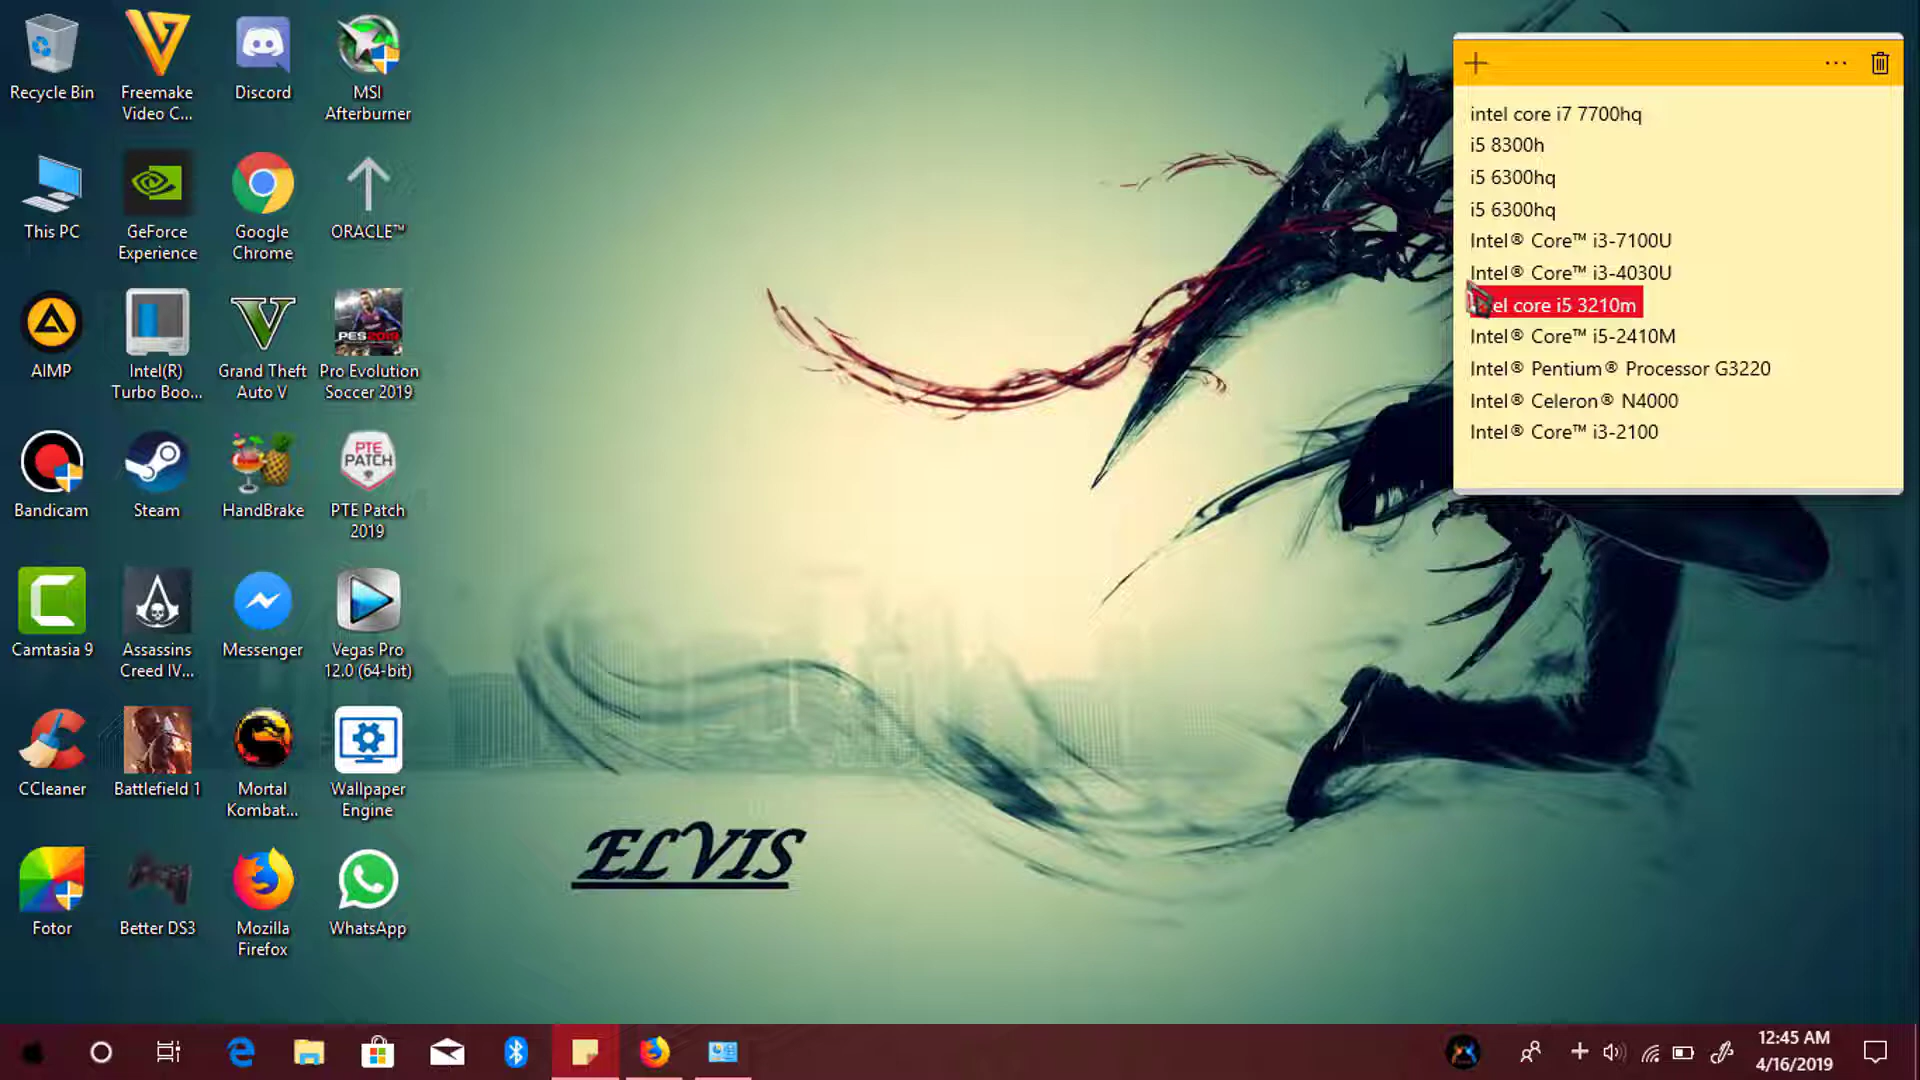 Recycle Bin
Freemake
Video C...
Discord
MSI
Afterburner
This PC
GeForce
Experience
Google
Chrome
ORACLE™
AIMP
Intel(R)
Turbo Boo...
Grand Theft
Auto V
PES2019
Pro Evolution
Soccer 2019
Bandicam
Steam
HandBrake
PTE
PATCH
PTE Patch
2019
Camtasia 9
Assassins
Creed IV...
Messenger
Vegas Pro
12.0 (64-bit)
CCleaner
Battlefield 1
Mortal
Kombat...
Wallpaper
Engine
Fotor
Better DS3
Mozilla
Firefox
WhatsApp
ELVIS
intel core i7 7700hq
i5 8300h
i5 6300hq
i5 6300hq
Intel® Core™ i3-7100U
Intel® Core™ i3-4030U
el core i5 3210m
Intel® Core™ i5-2410M
Intel® Pentium® Processor G3220
Intel® Celeron® N4000
Intel® Core™ i3-2100
12:45 AM
4/16/2019